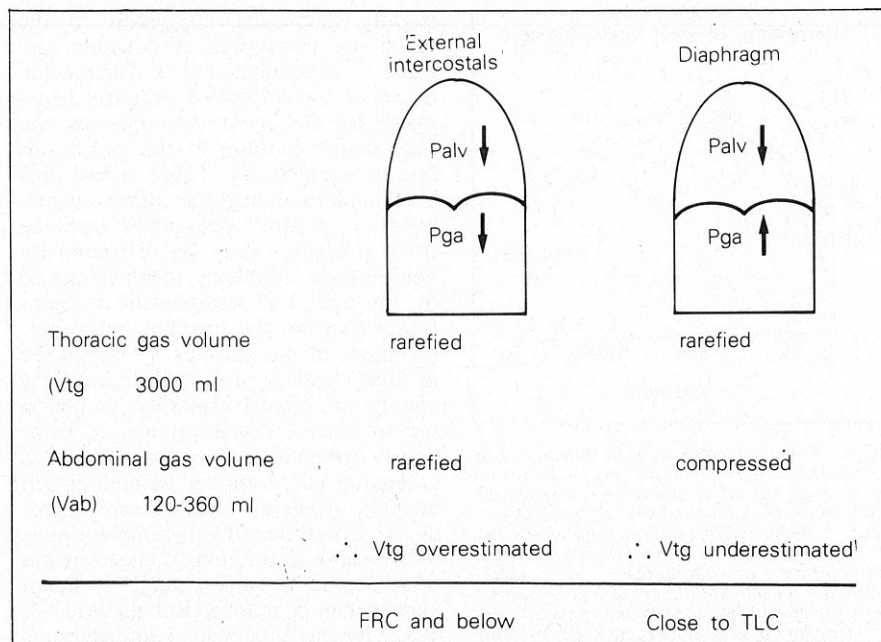 External
intercostals
Diaphragm
Palv
Palv
Pga
Pga
Thoracic gas volume
rarefied
rarefied
(Vtg 3000 ml
Abdominal gas volume
rarefied
compressed
(Vab) 120-360 ml
∴ Vtg overestimated
∴ Vtg underestimated
FRC and below
Close to TLC